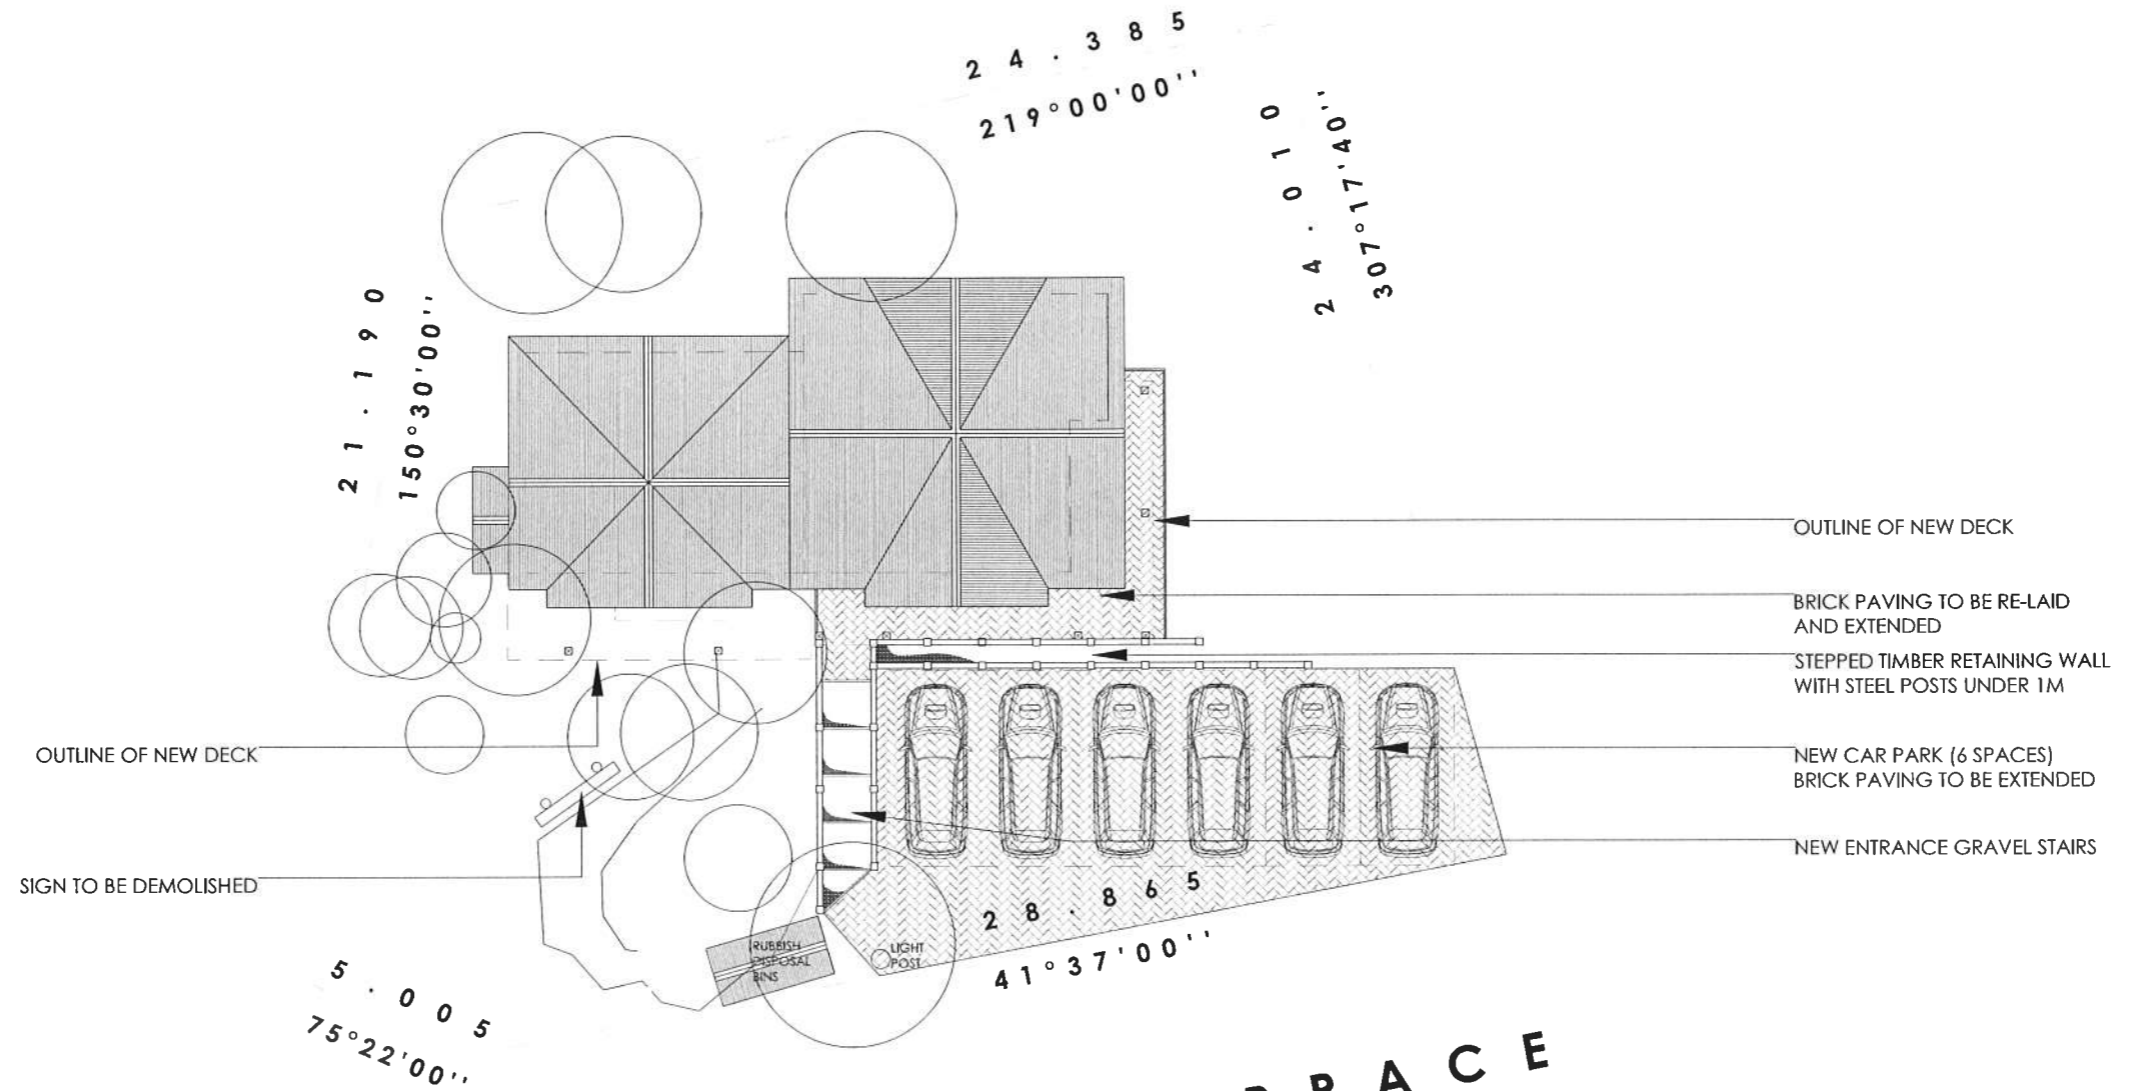 24.385
219°00'00''
24.010
307°17'40''
21.190
150°30'00''
OUTLINE OF NEW DECK
BRICK PAVING TO BE RE-LAID
AND EXTENDED
STEPPED TIMBER RETAINING WALL
WITH STEEL POSTS UNDER 1M
OUTLINE OF NEW DECK
NEW CAR PARK (6 SPACES)
BRICK PAVING TO BE EXTENDED
NEW ENTRANCE GRAVEL STAIRS
SIGN TO BE DEMOLISHED
28.865
41°37'00''
RUBBISH
DISPOSAL
BINS
LIGHT
POST
5.005
75°22'00''
RRACE